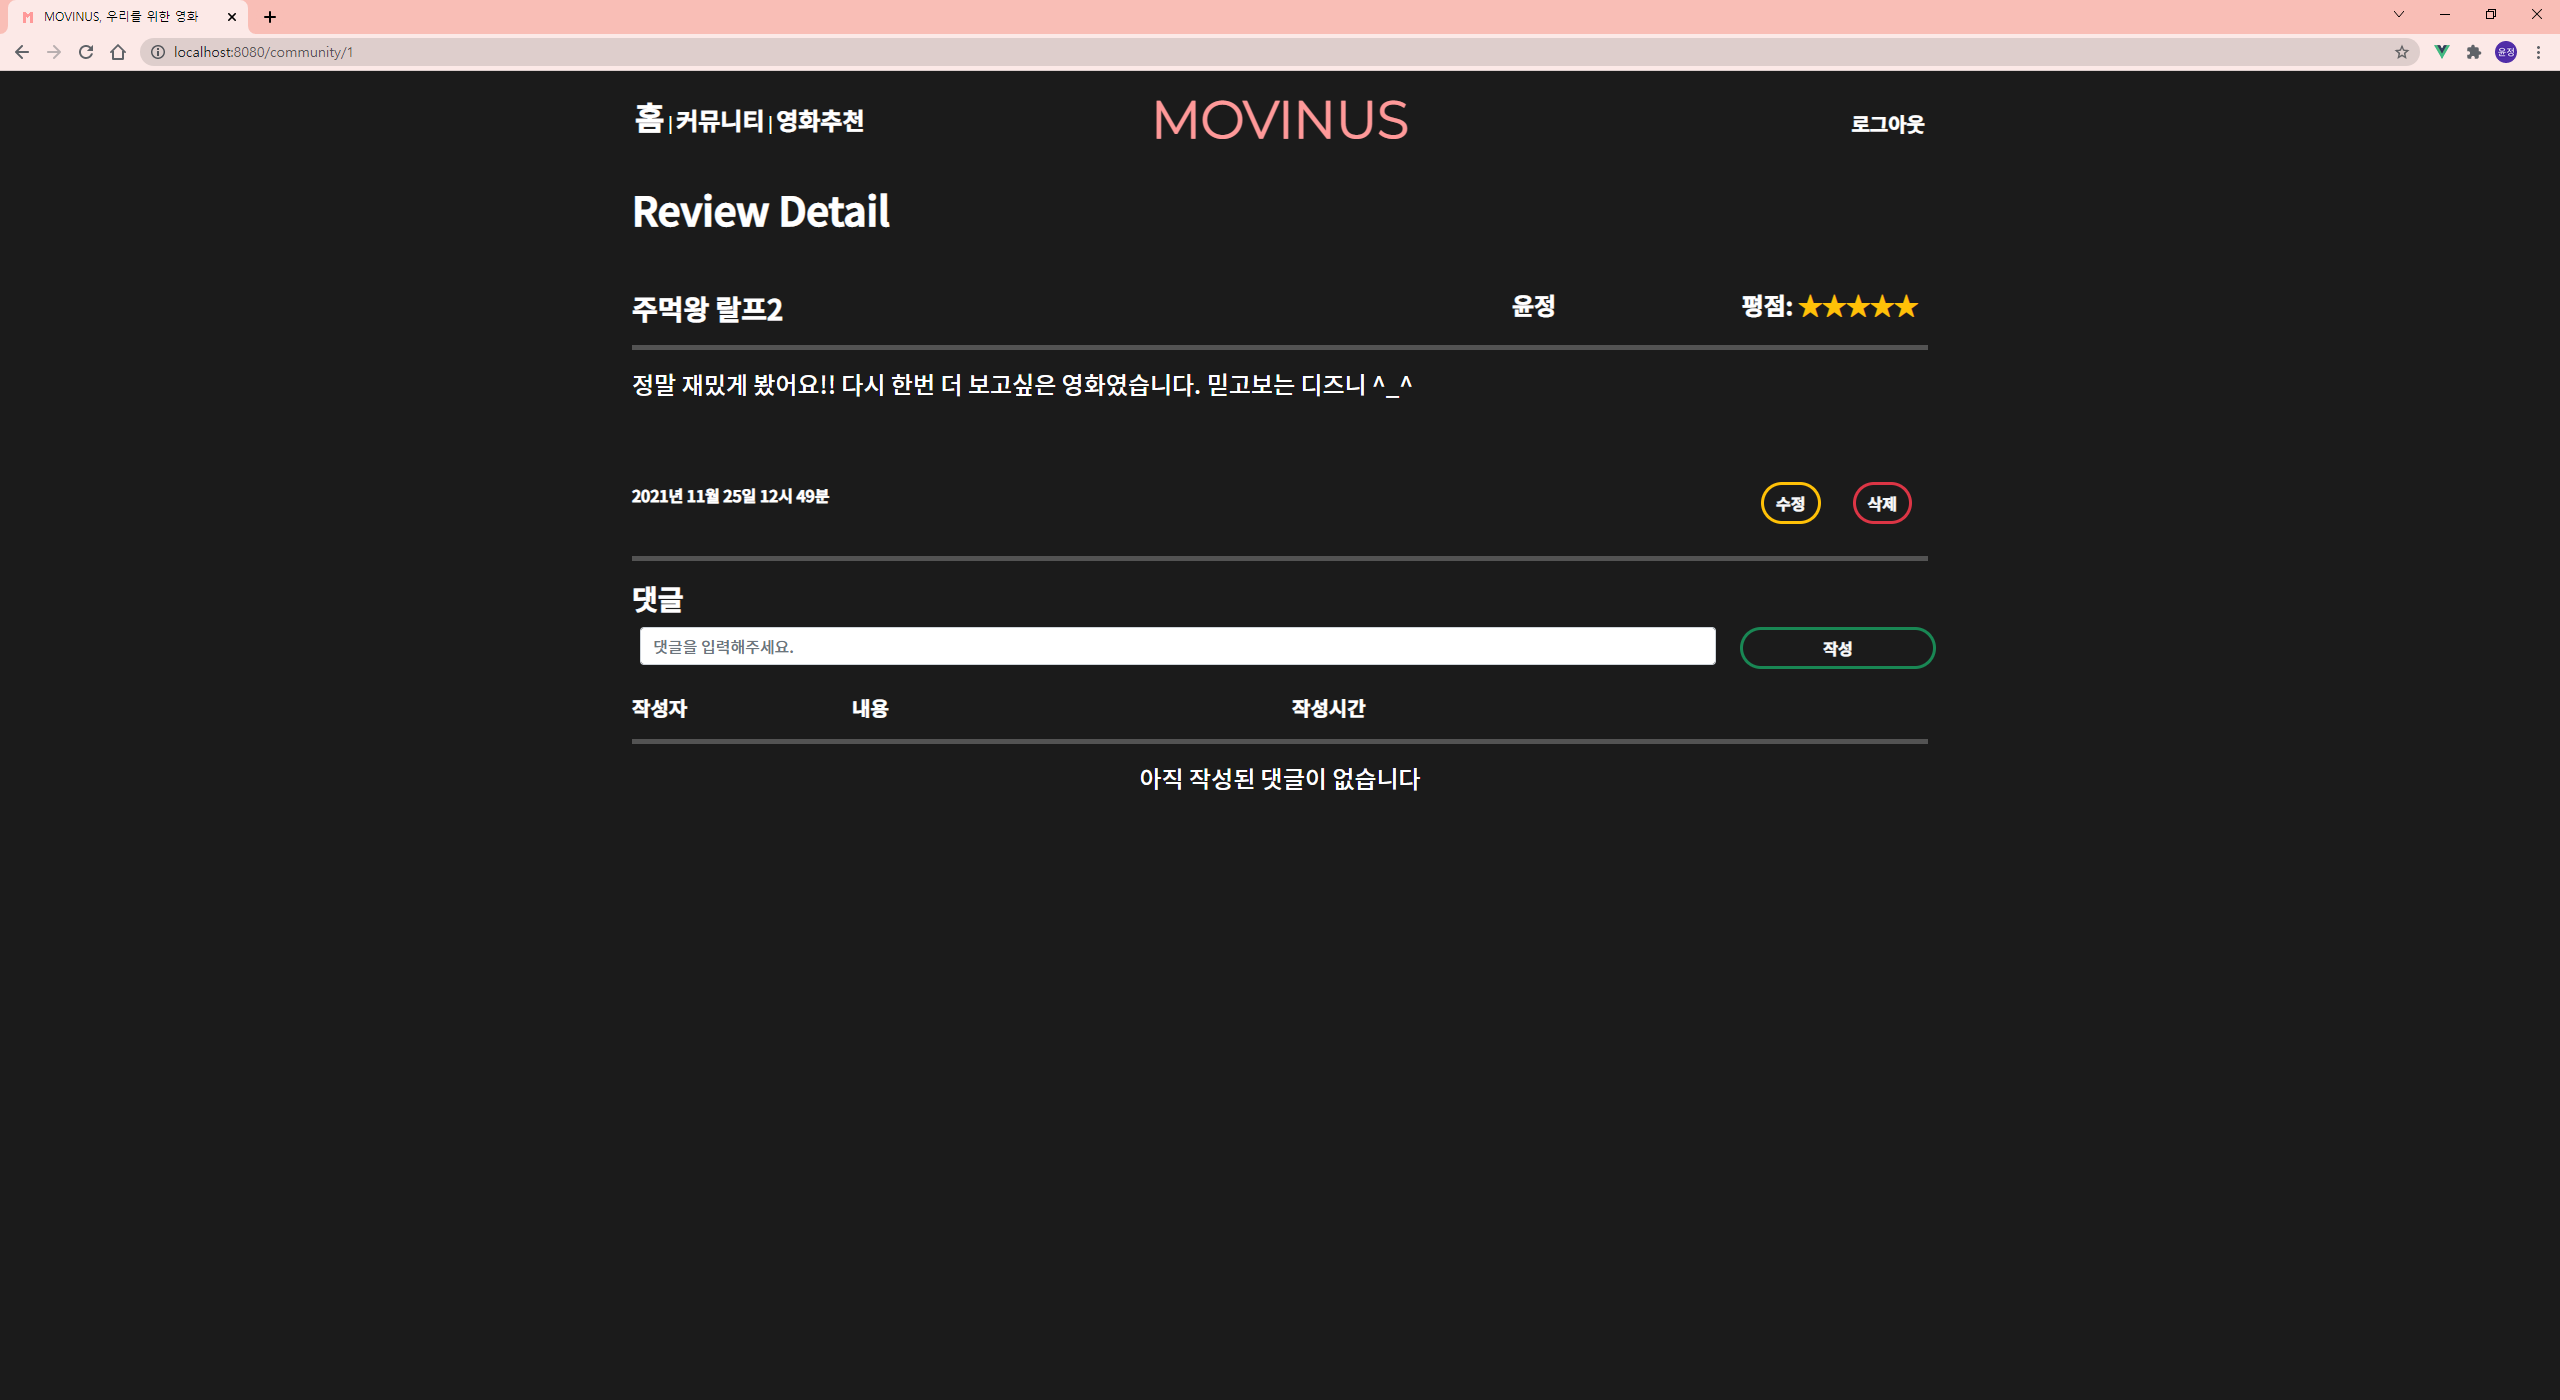 MOVINUS, 우리를 위한 영화
localhost:8080/community/1
윤정
홈 | 커뮤니티 | 영화추천
MOVINUS
로그아웃
Review Detail
주먹왕 랄프2
윤정
평점: ★★★★★
정말 재밌게 봤어요!! 다시 한번 더 보고싶은 영화였습니다. 믿고보는 디즈니 ^_^
2021년 11월 25일 12시 49분
수정
삭제
댓글
댓글을 입력해주세요.
작성
작성자
내용
작성시간
아직 작성된 댓글이 없습니다